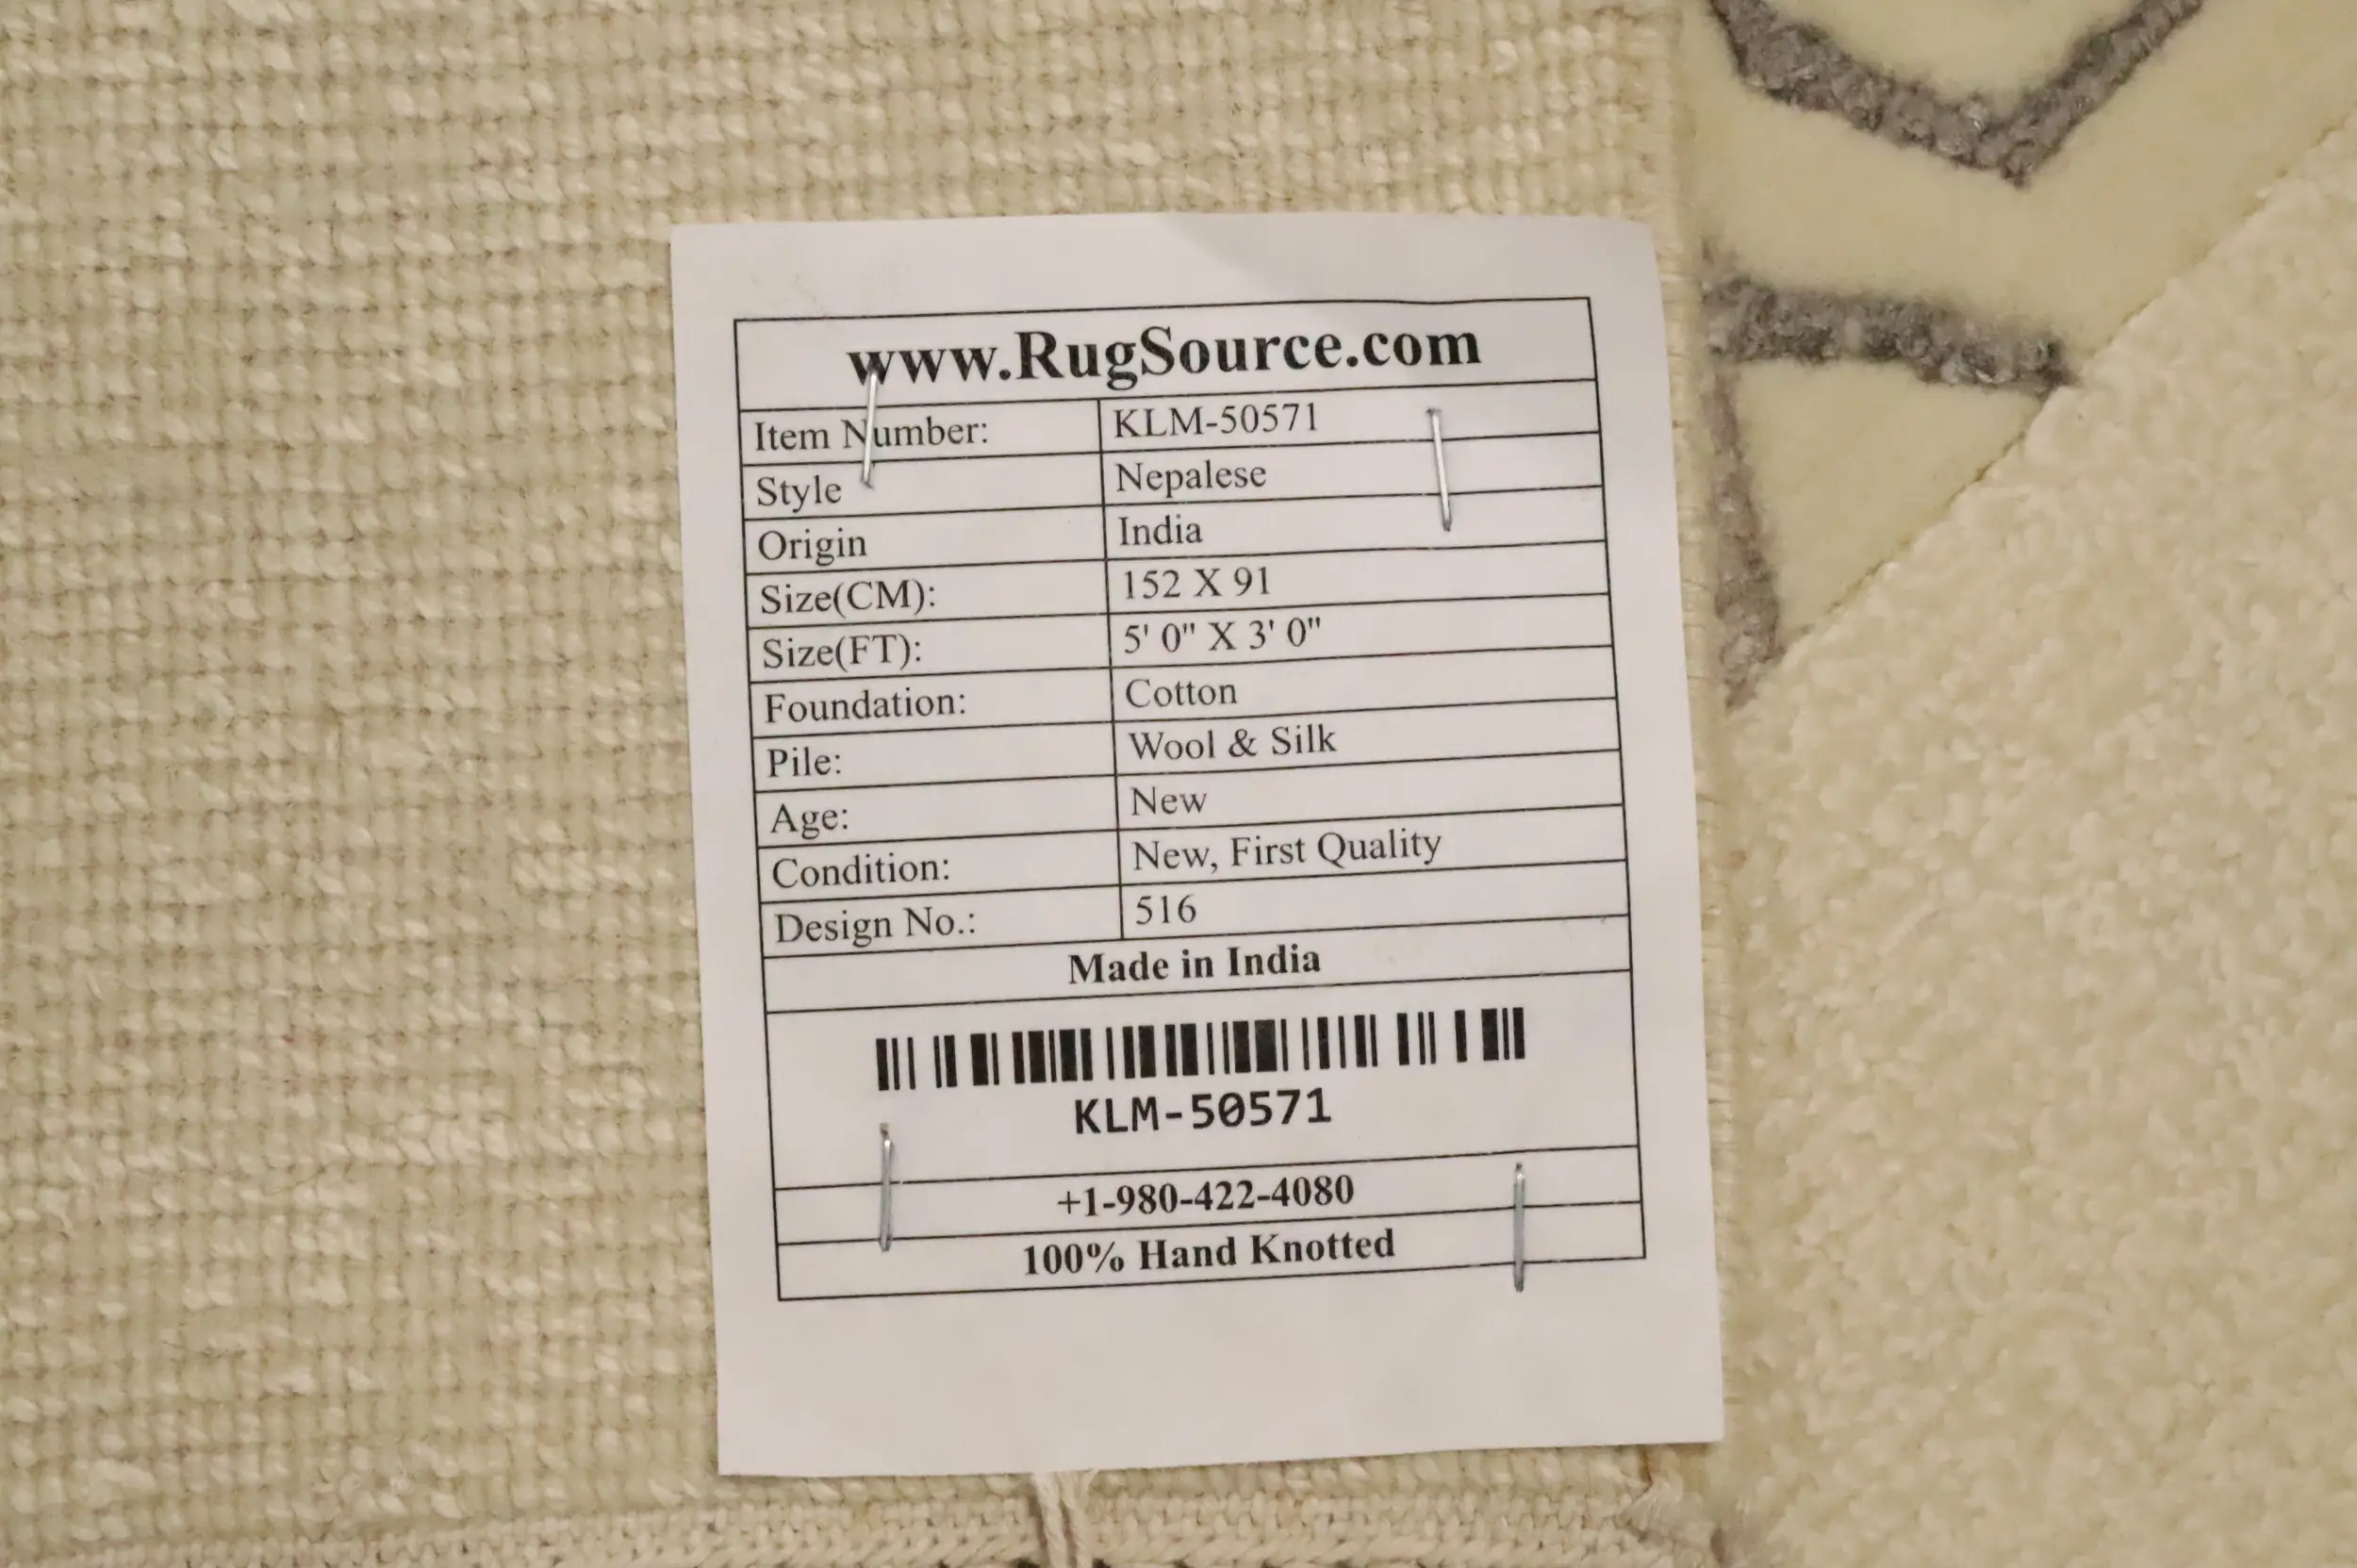 www.RugSource.com
Item Number: KLM-50571
Style Nepalese
Origin India
Size(CM): 152 X 91
Size(FT): 5' 0" X 3' 0"
Foundation: Cotton
Pile: Wool & Silk
Age: New
Condition: New, First Quality
Design No.: 516
Made in India
KLM-50571
+1-980-422-4080
100% Hand Knotted